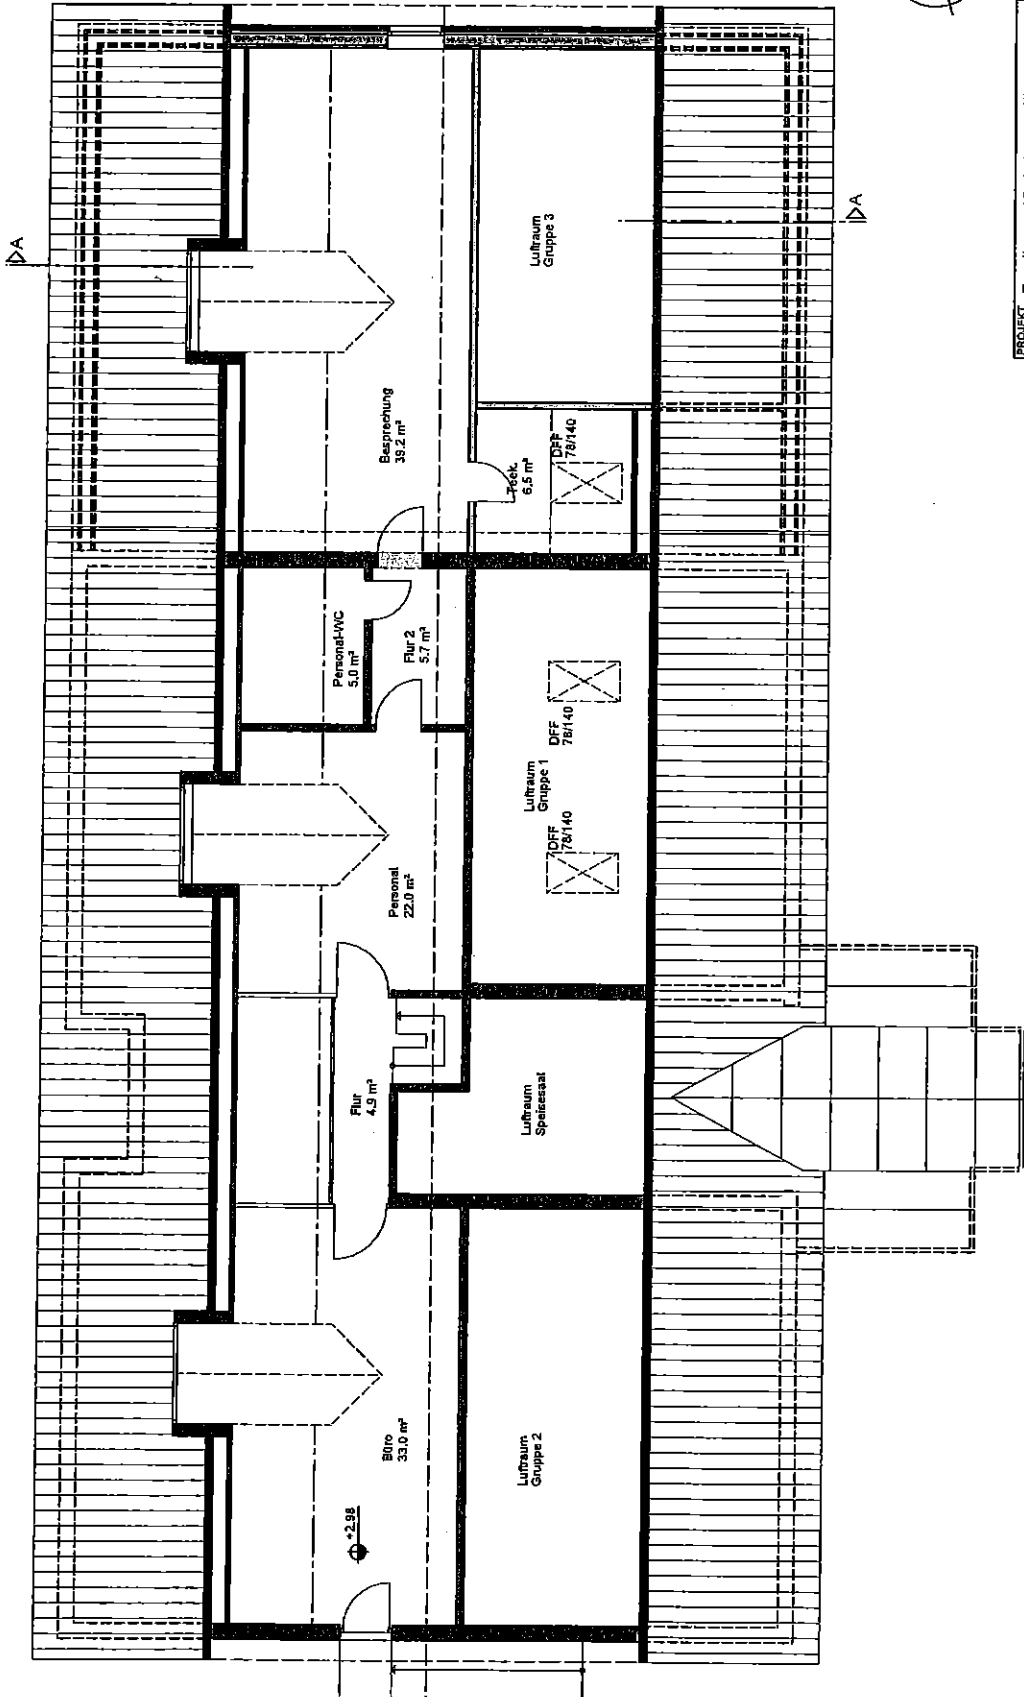 A
A
Luftraum
Gruppe 3
Besprechung
39.2 m²
6.5 m²
DFF
78/140
Personal-WC
5.0 m²
Flur 2
5.7 m²
DFF
78/140
Luftraum
Gruppe 1
DFF
78/140
Personal
22.0 m²
Flur
4.9 m²
Luftraum
Speisesaal
Büro
33.0 m²
Luftraum
Gruppe 2
+2.98
PROJEKT